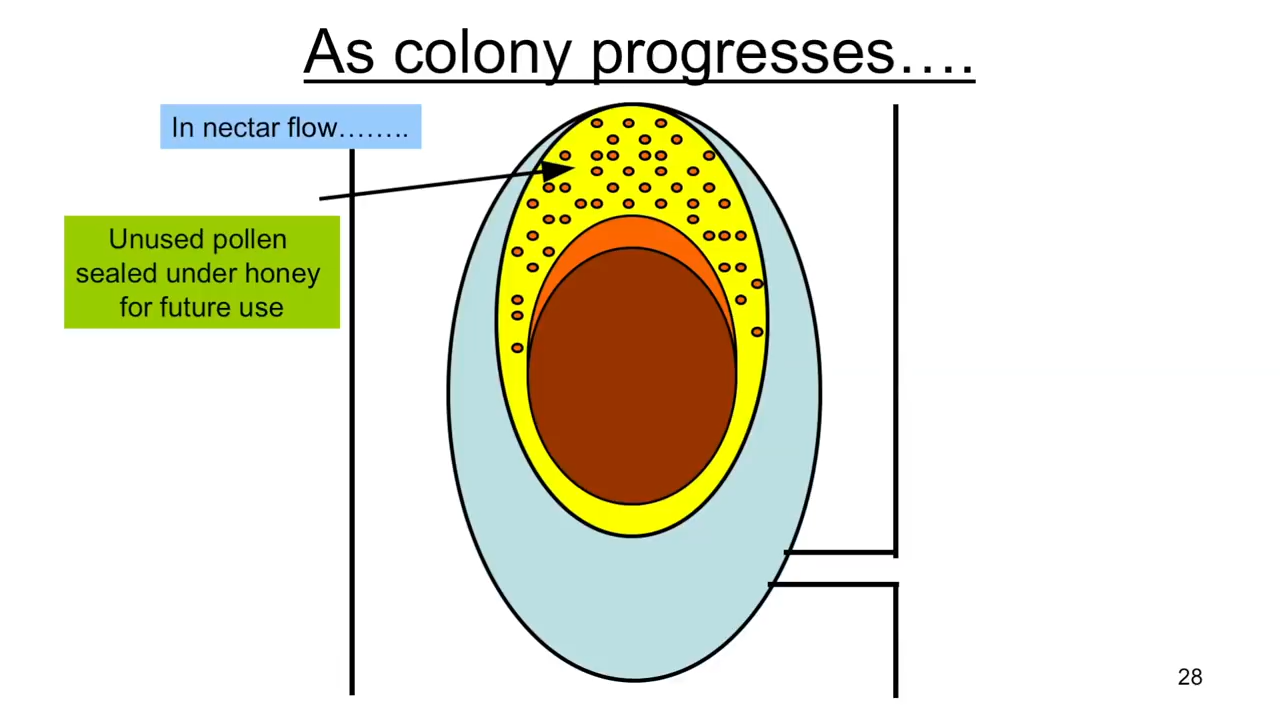 As colony progresses….
In nectar flow……..
Unused pollen
sealed under honey
for future use
28